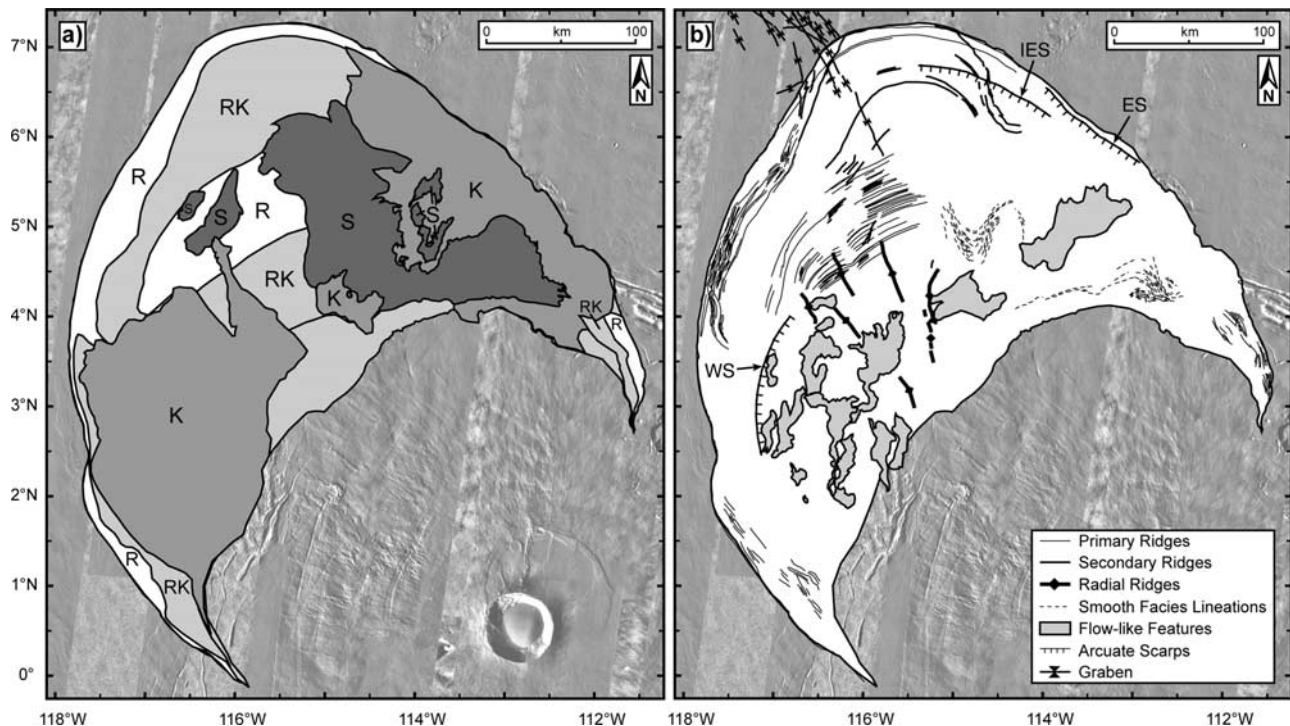 a)
0 km 100
N
7°N
6°N
5°N
4°N
3°N
2°N
1°N
0°
RK
R
S
S
R
K
S
S
RK
K
RK
R
K
R
RK
118°W 116°W 114°W 112°W
b)
0 km 100
N
IES
ES
WS
Primary Ridges
Secondary Ridges
Radial Ridges
Smooth Facies Lineations
Flow-like Features
Arcuate Scarps
Graben
118°W 116°W 114°W 112°W